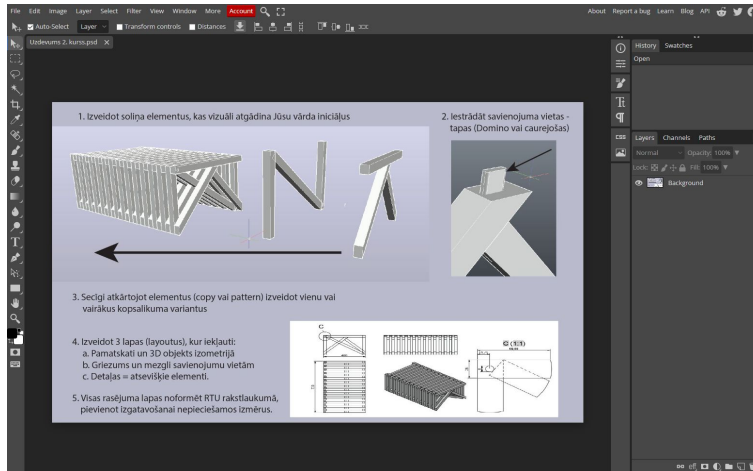 File Edit Image Layer Select Filter View Window More Account
About Report a bug Learn Blog API
Auto-Select Layer Transform controls Distances
Uzdevums 2. kurss.psd
History Swatches
Open
CSS
Layers Channels Paths
Normal Opacity: 100%
Lock: Fill: 100%
Background
1. Izveidot soliņa elementus, kas vizuāli atgādina Jūsu vārda iniciāļus
2. Iestrādāt savienojuma vietas -
tapas (Domino vai caurejošas)
3. Secīgi atkārtojot elementus (copy vai pattern) izveidot vienu vai
vairākus kopsalikuma variantus
4. Izveidot 3 lapas (layoutus), kur iekļauti:
a. Pamatskati un 3D objekts izometrijā
b. Griezums un mezgli savienojumu vietām
c. Detaļas = atsevišķie elementi.
5. Visas rasējuma lapas noformēt RTU rakstlaukumā,
pievienot izgatavošanai nepieciešamos izmērus.
C
G (1:1)